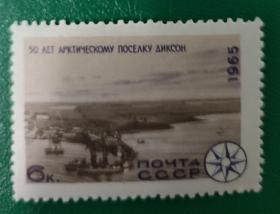 50 ЛЕТ АРКТИЧЕСКОМУ ПОСЕЛКУ ДИКСОН
1965
6к.
ПОЧТА
СССР